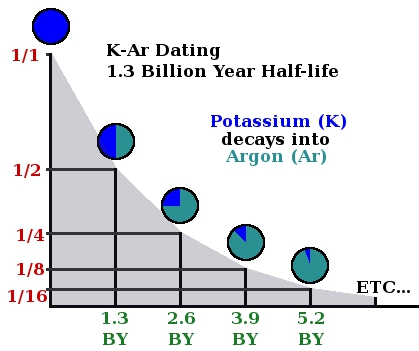 K-Ar Dating
1.3 Billion Year Half-life
1/1
Potassium (K)
decays into
Argon (Ar)
1/2
1/4
1/8
1/16
ETC...
1.3 2.6 3.9 5.2
BY BY BY BY